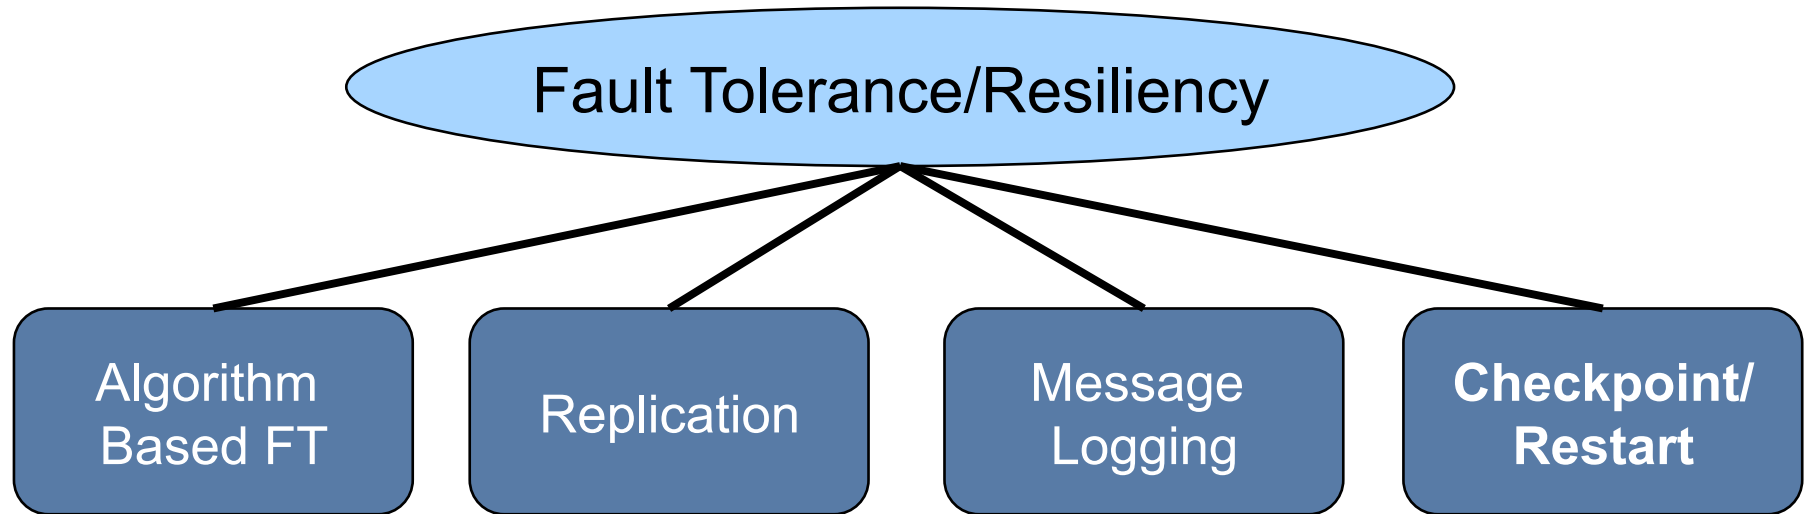 Fault Tolerance/Resiliency
Algorithm
Based FT
Replication
Message
Logging
Checkpoint/
Restart